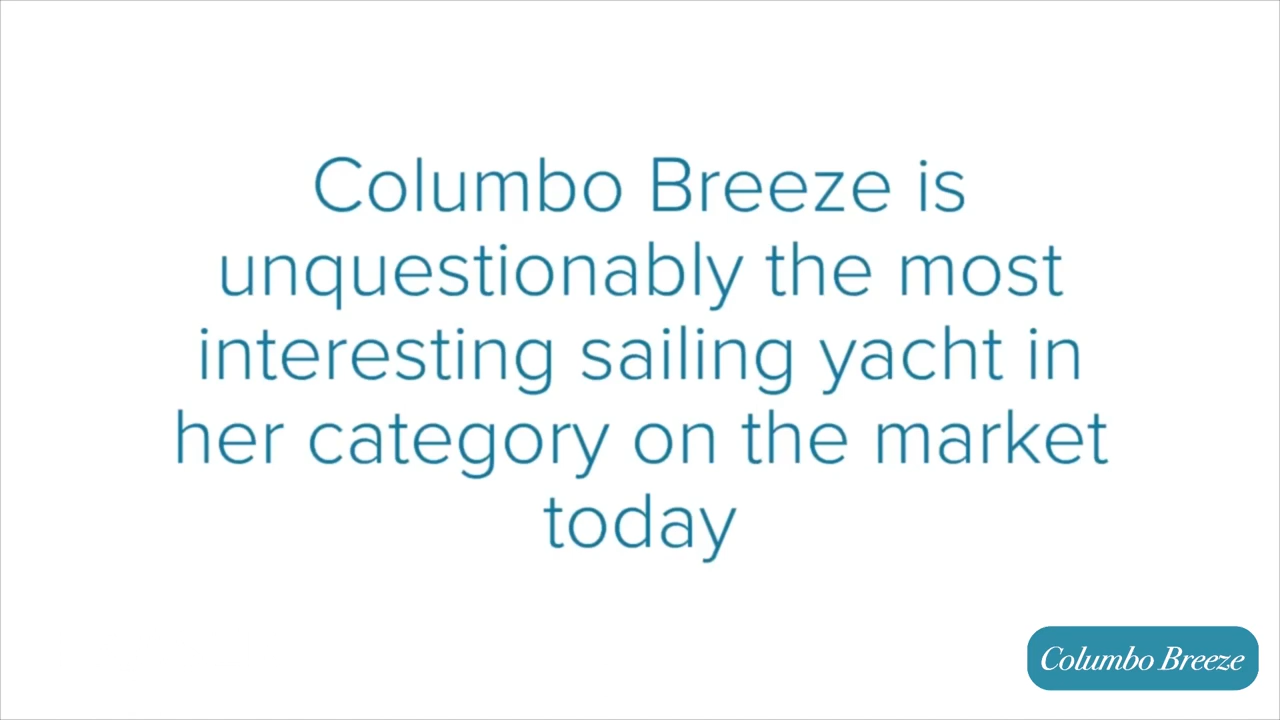 Columbo Breeze is
unquestionably the most
interesting sailing yacht in
her category on the market
today
Columbo Breeze